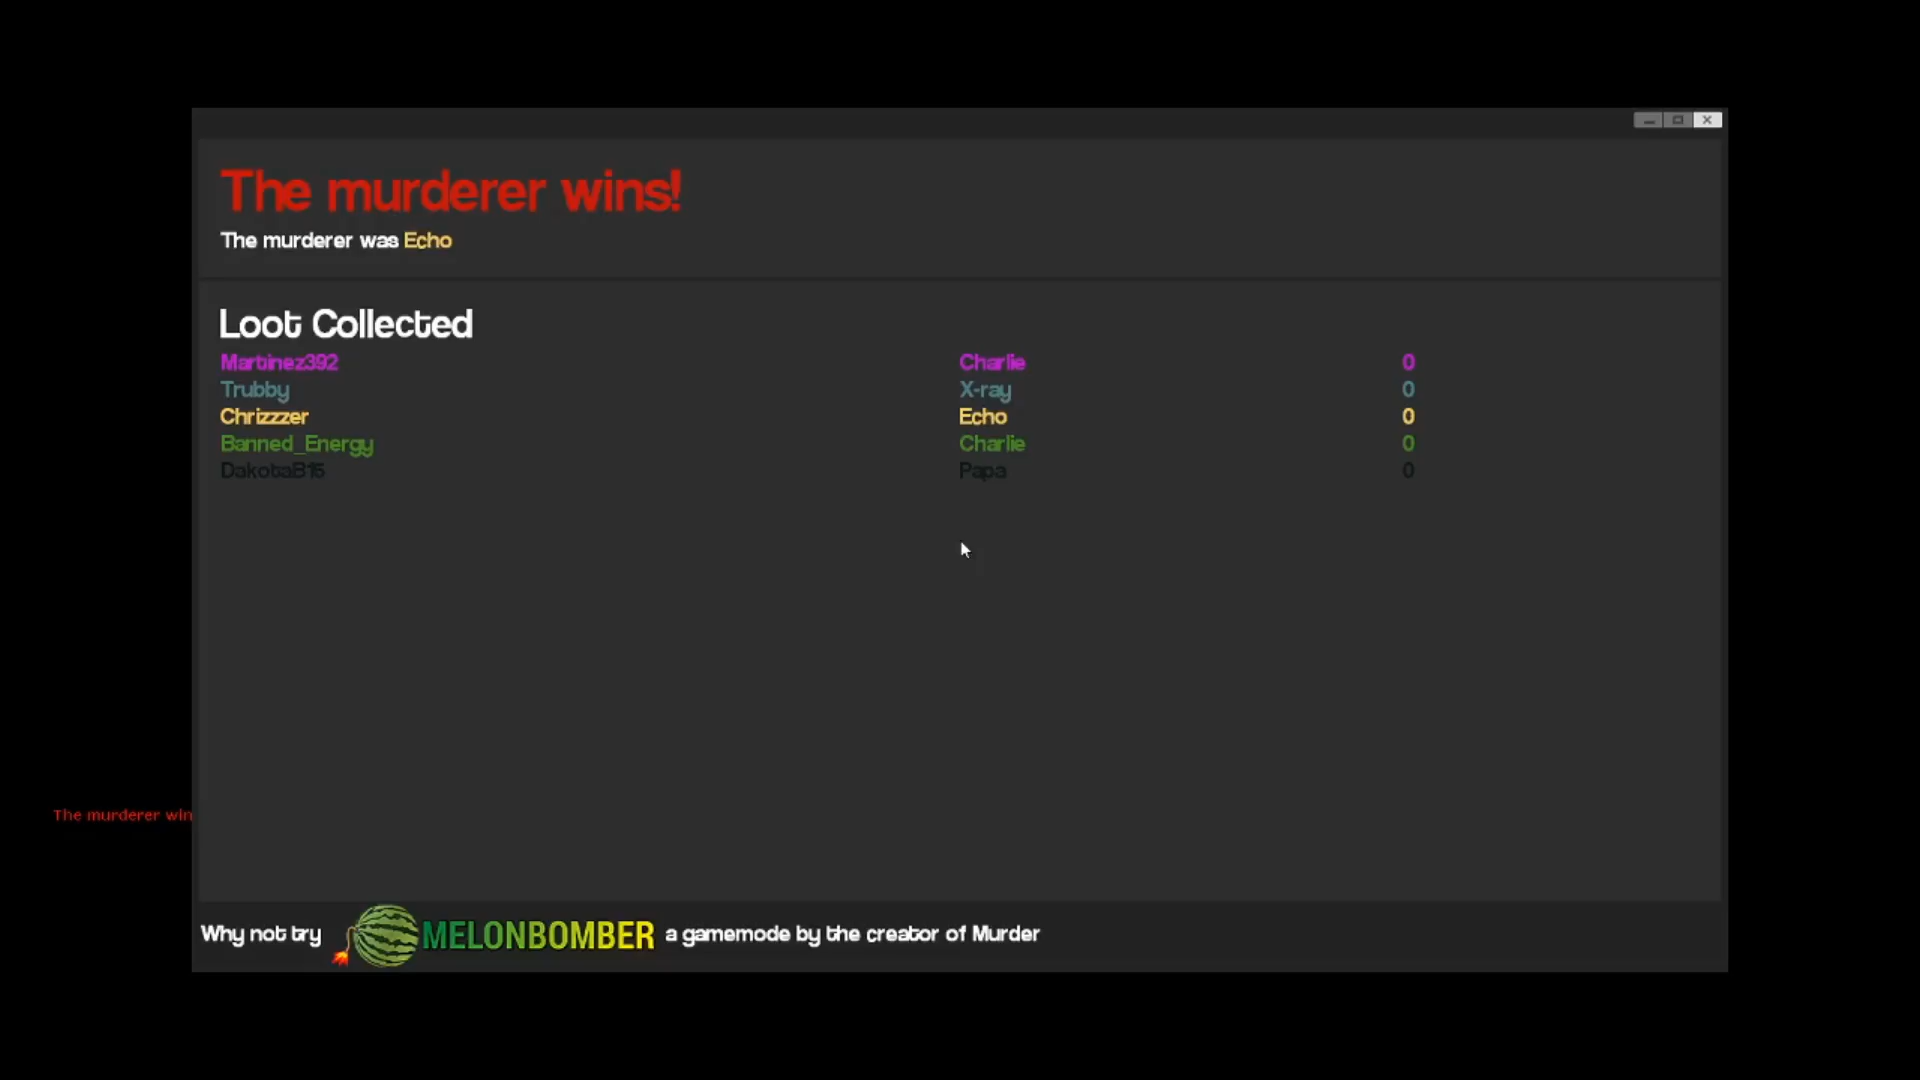 The murderer wins!
The murderer was Echo
Loot Collected
Martinez392 Charlie 0
Trubby X-ray 0
Chrizzzer Echo 0
Banned_Energy Charlie 0
DakotaB15 Papa 0
The murderer win
Why not try MELONBOMBER a gamemode by the creator of Murder